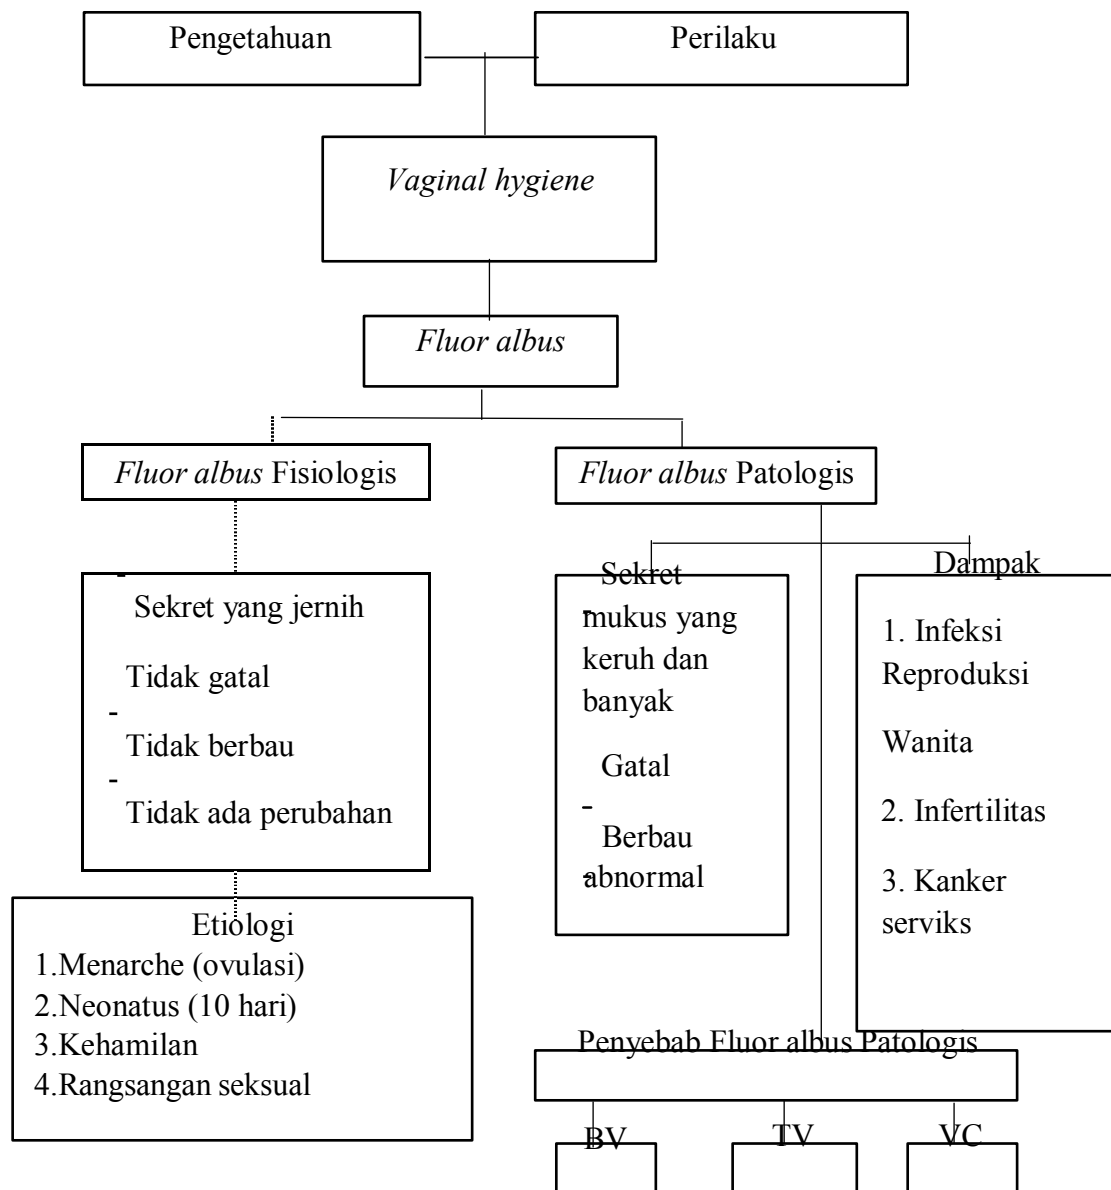 Pengetahuan
Perilaku
Vaginal hygiene
Fluor albus
Fluor albus Fisiologis
Fluor albus Patologis
-
Sekret yang jernih
Tidak gatal
-
Tidak berbau
-
Tidak ada perubahan
Etiologi
1.Menarche (ovulasi)
2.Neonatus (10 hari)
3.Kehamilan
4.Rangsangan seksual
Sekret
-
mukus yang
keruh dan
banyak
Gatal
-
Berbau
-
abnormal
Dampak
1. Infeksi
Reproduksi
Wanita
2. Infertilitas
3. Kanker
serviks
Penyebab Fluor albus Patologis
BV
TV
VC